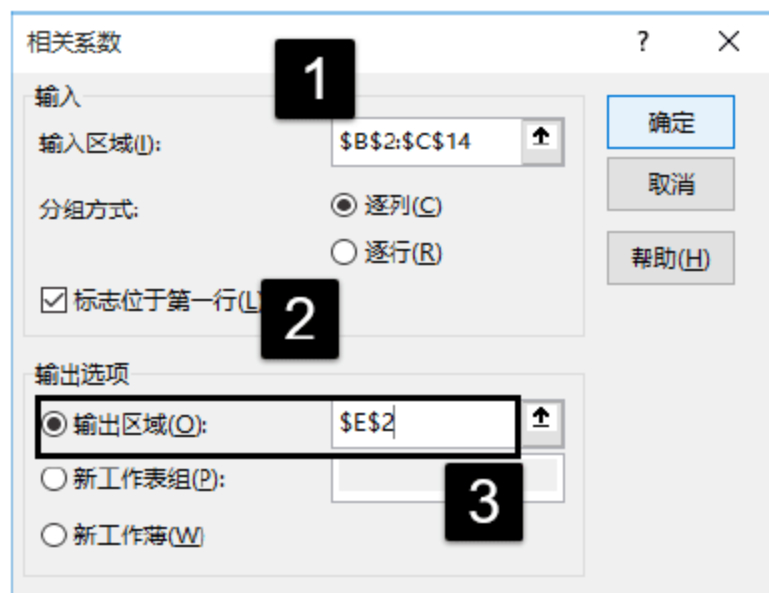 相关系数 ? ×
1
输入
输入区域(I): $B$2:$C$14
确定
取消
分组方式: 逐列(C)
逐行(R)
帮助(H)
标志位于第一行(L)
2
输出选项
输出区域(O): $E$2
新工作表组(P):
3
新工作薄(W)